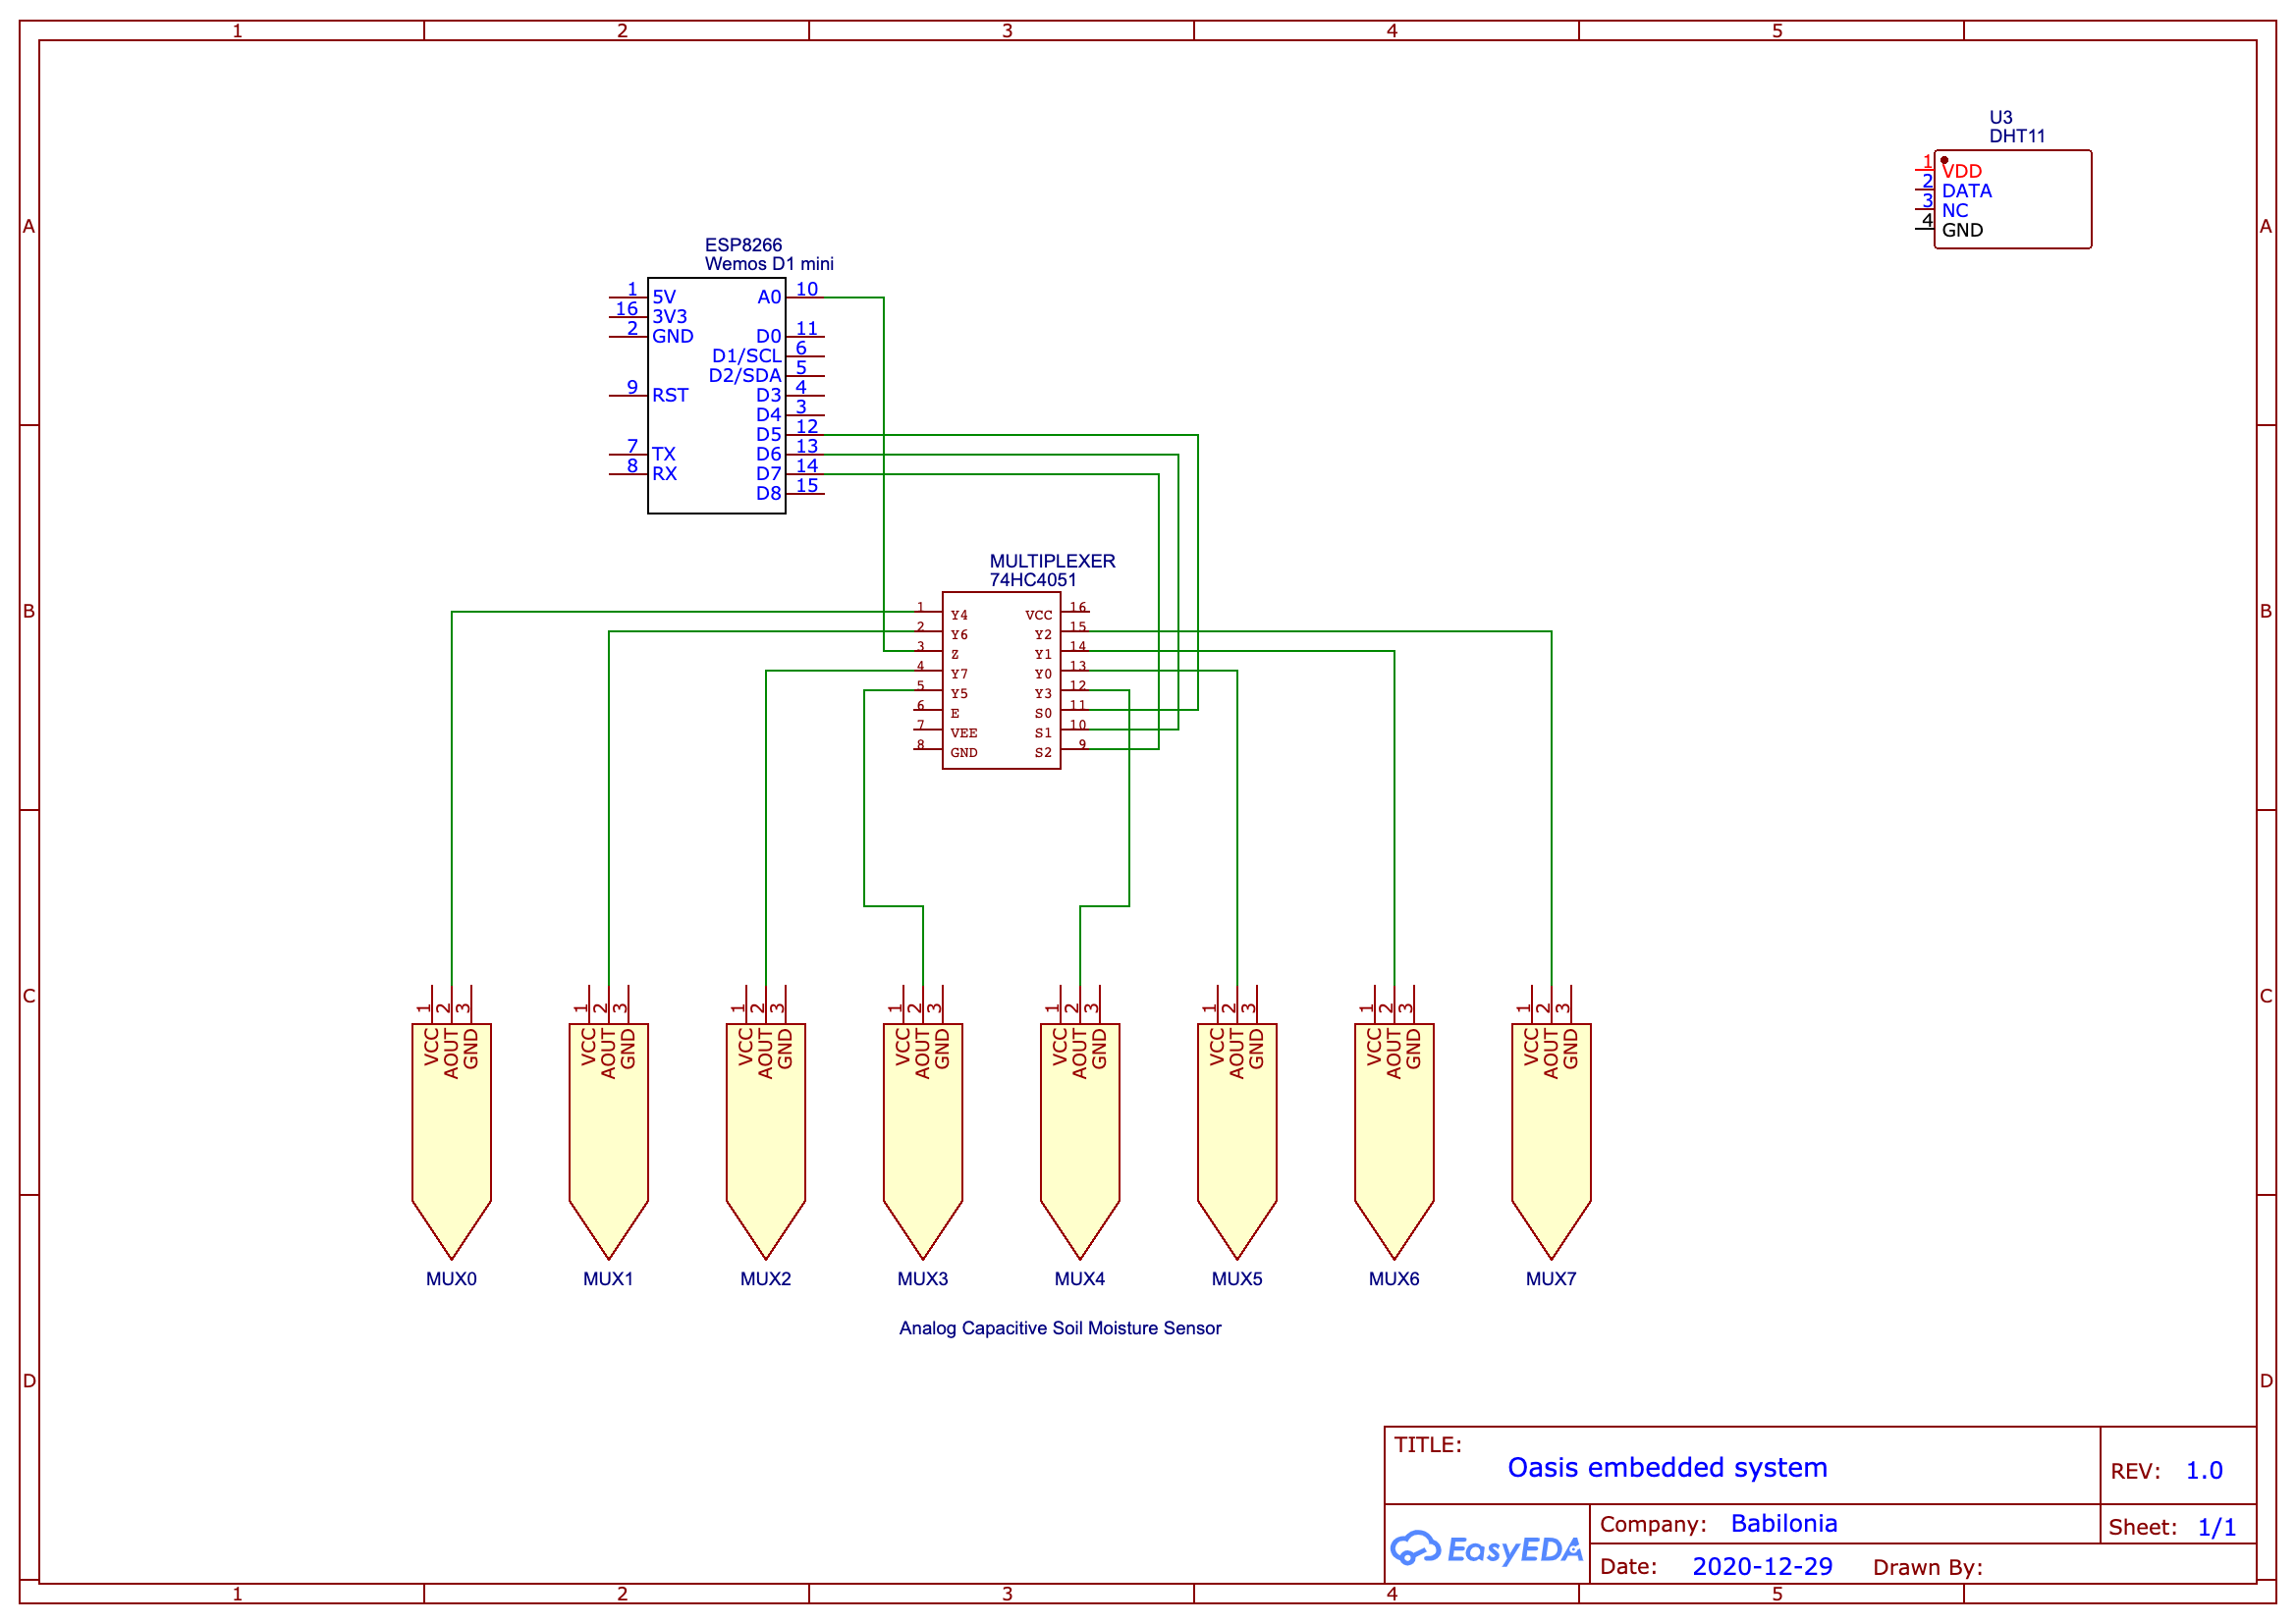 1 2 3 4 5
A A
B B
C C
D D
U3
DHT11
1 VDD
2 DATA
3 NC
4 GND
ESP8266
Wemos D1 mini
1 5V A0 10
16 3V3
2 GND D0 11
D1/SCL 6
D2/SDA 5
9 RST D3 4
D4 3
D5 12
7 TX D6 13
8 RX D7 14
D8 15
MULTIPLEXER
74HC4051
1 Y4 VCC 16
2 Y6 Y2 15
3 Z Y1 14
4 Y7 Y0 13
5 Y5 Y3 12
6 E S0 11
7 VEE S1 10
8 GND S2 9
1 2 3 1 2 3 1 2 3 1 2 3 1 2 3 1 2 3 1 2 3 1 2 3
VCC AOUT GND VCC AOUT GND VCC AOUT GND VCC AOUT GND VCC AOUT GND VCC AOUT GND VCC AOUT GND VCC AOUT GND
MUX0 MUX1 MUX2 MUX3 MUX4 MUX5 MUX6 MUX7
Analog Capacitive Soil Moisture Sensor
TITLE:
Oasis embedded system
REV: 1.0
EasyEDA
Company: Babilonia
Sheet: 1/1
Date: 2020-12-29 Drawn By:
1 2 3 4 5